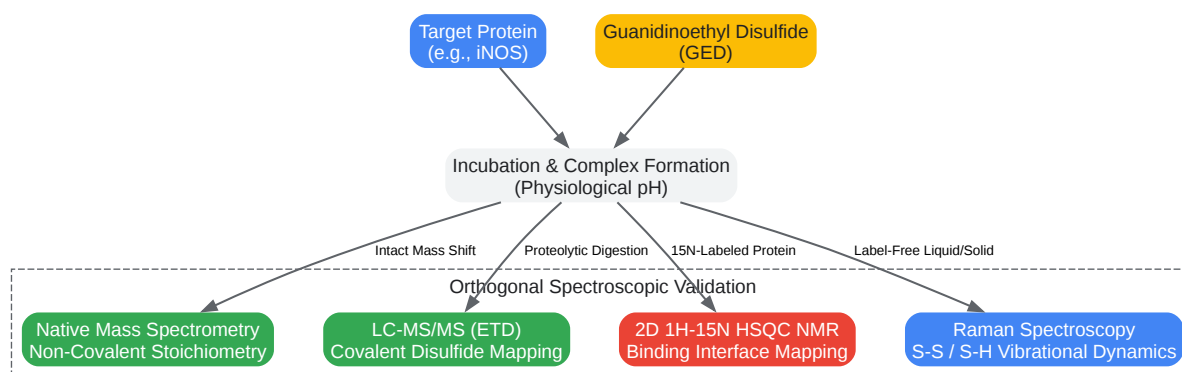 Target Protein
(e.g., iNOS)
Guanidinoethyl Disulfide
(GED)
Incubation & Complex Formation
(Physiological pH)
Intact Mass Shift
Proteolytic Digestion
15N-Labeled Protein
Label-Free Liquid/Solid
Orthogonal Spectroscopic Validation
Native Mass Spectrometry
Non-Covalent Stoichiometry
LC-MS/MS (ETD)
Covalent Disulfide Mapping
2D 1H-15N HSQC NMR
Binding Interface Mapping
Raman Spectroscopy
S-S / S-H Vibrational Dynamics